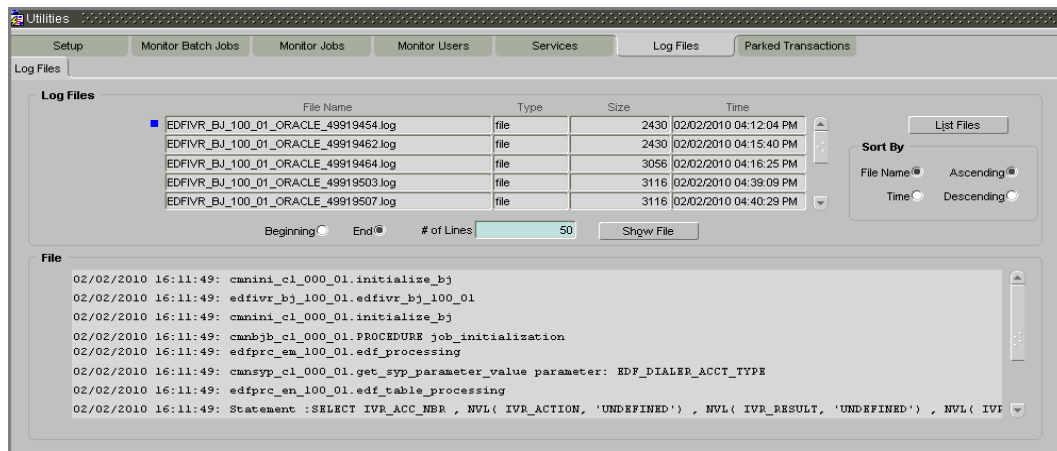 Utilities
Setup Monitor Batch Jobs Monitor Jobs Monitor Users Services Log Files Parked Transactions
Log Files
Log Files
File Name Type Size Time
EDFIVR_BJ_100_01_ORACLE_49919454.log file 2430 02/02/2010 04:12:04 PM
EDFIVR_BJ_100_01_ORACLE_49919462.log file 2430 02/02/2010 04:15:40 PM
EDFIVR_BJ_100_01_ORACLE_49919464.log file 3056 02/02/2010 04:16:25 PM
EDFIVR_BJ_100_01_ORACLE_49919503.log file 3116 02/02/2010 04:39:09 PM
EDFIVR_BJ_100_01_ORACLE_49919507.log file 3116 02/02/2010 04:40:29 PM
List Files
Sort By
File Name Ascending
Time Descending
Beginning End # of Lines 50 Show File
File
02/02/2010 16:11:49: cmnini_cl_000_01.initialize_bj
02/02/2010 16:11:49: edfivr_bj_100_01.edfivr_bj_100_01
02/02/2010 16:11:49: cmnini_cl_000_01.initialize_bj
02/02/2010 16:11:49: cmnbjb_cl_000_01.PROCEDURE job_initialization
02/02/2010 16:11:49: edfprc_em_100_01.edf_processing
02/02/2010 16:11:49: cmnsyp_cl_000_01.get_syp_parameter_value parameter: EDF_DIALER_ACCT_TYPE
02/02/2010 16:11:49: edfprc_en_100_01.edf_table_processing
02/02/2010 16:11:49: Statement :SELECT IVR_ACC_NBR , NVL( IVR_ACTION, 'UNDEFINED') , NVL( IVR_RESULT, 'UNDEFINED') , NVL( IVR